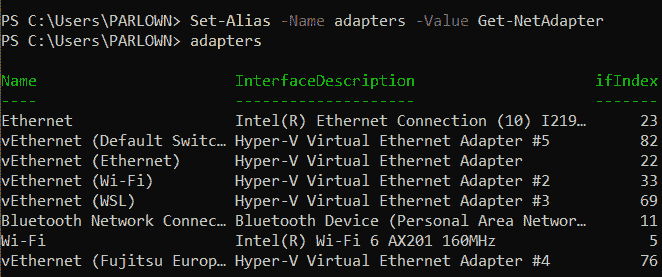 PS C:\Users\PARLOWN> Set-Alias -Name adapters -Value Get-NetAdapter
PS C:\Users\PARLOWN> adapters
Name InterfaceDescription ifIndex
---- -------------------- -------
Ethernet Intel(R) Ethernet Connection (10) I219… 23
vEthernet (Default Switc… Hyper-V Virtual Ethernet Adapter #5 82
vEthernet (Ethernet) Hyper-V Virtual Ethernet Adapter 22
vEthernet (Wi-Fi) Hyper-V Virtual Ethernet Adapter #2 33
vEthernet (WSL) Hyper-V Virtual Ethernet Adapter #3 69
Bluetooth Network Connec… Bluetooth Device (Personal Area Networ… 11
Wi-Fi Intel(R) Wi-Fi 6 AX201 160MHz 5
vEthernet (Fujitsu Europ… Hyper-V Virtual Ethernet Adapter #4 76